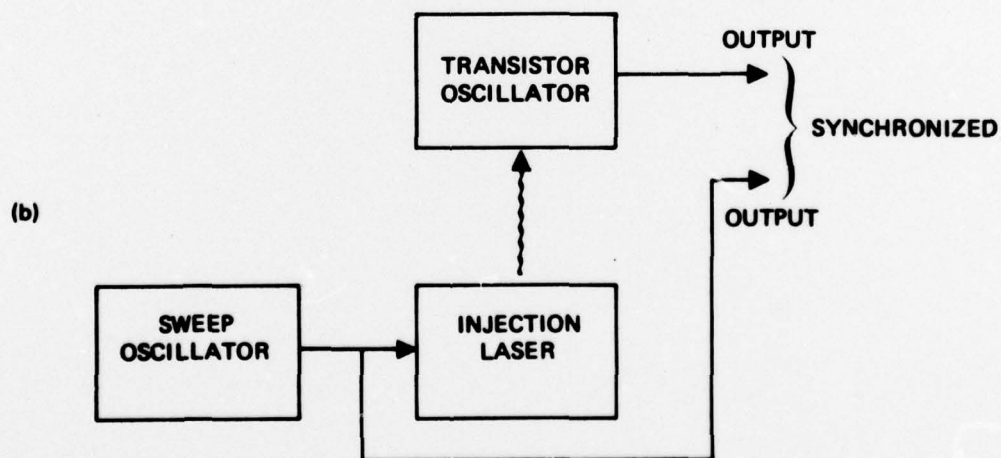 TRANSISTOR
OSCILLATOR
OUTPUT
SYNCHRONIZED
OUTPUT
(b)
SWEEP
OSCILLATOR
INJECTION
LASER